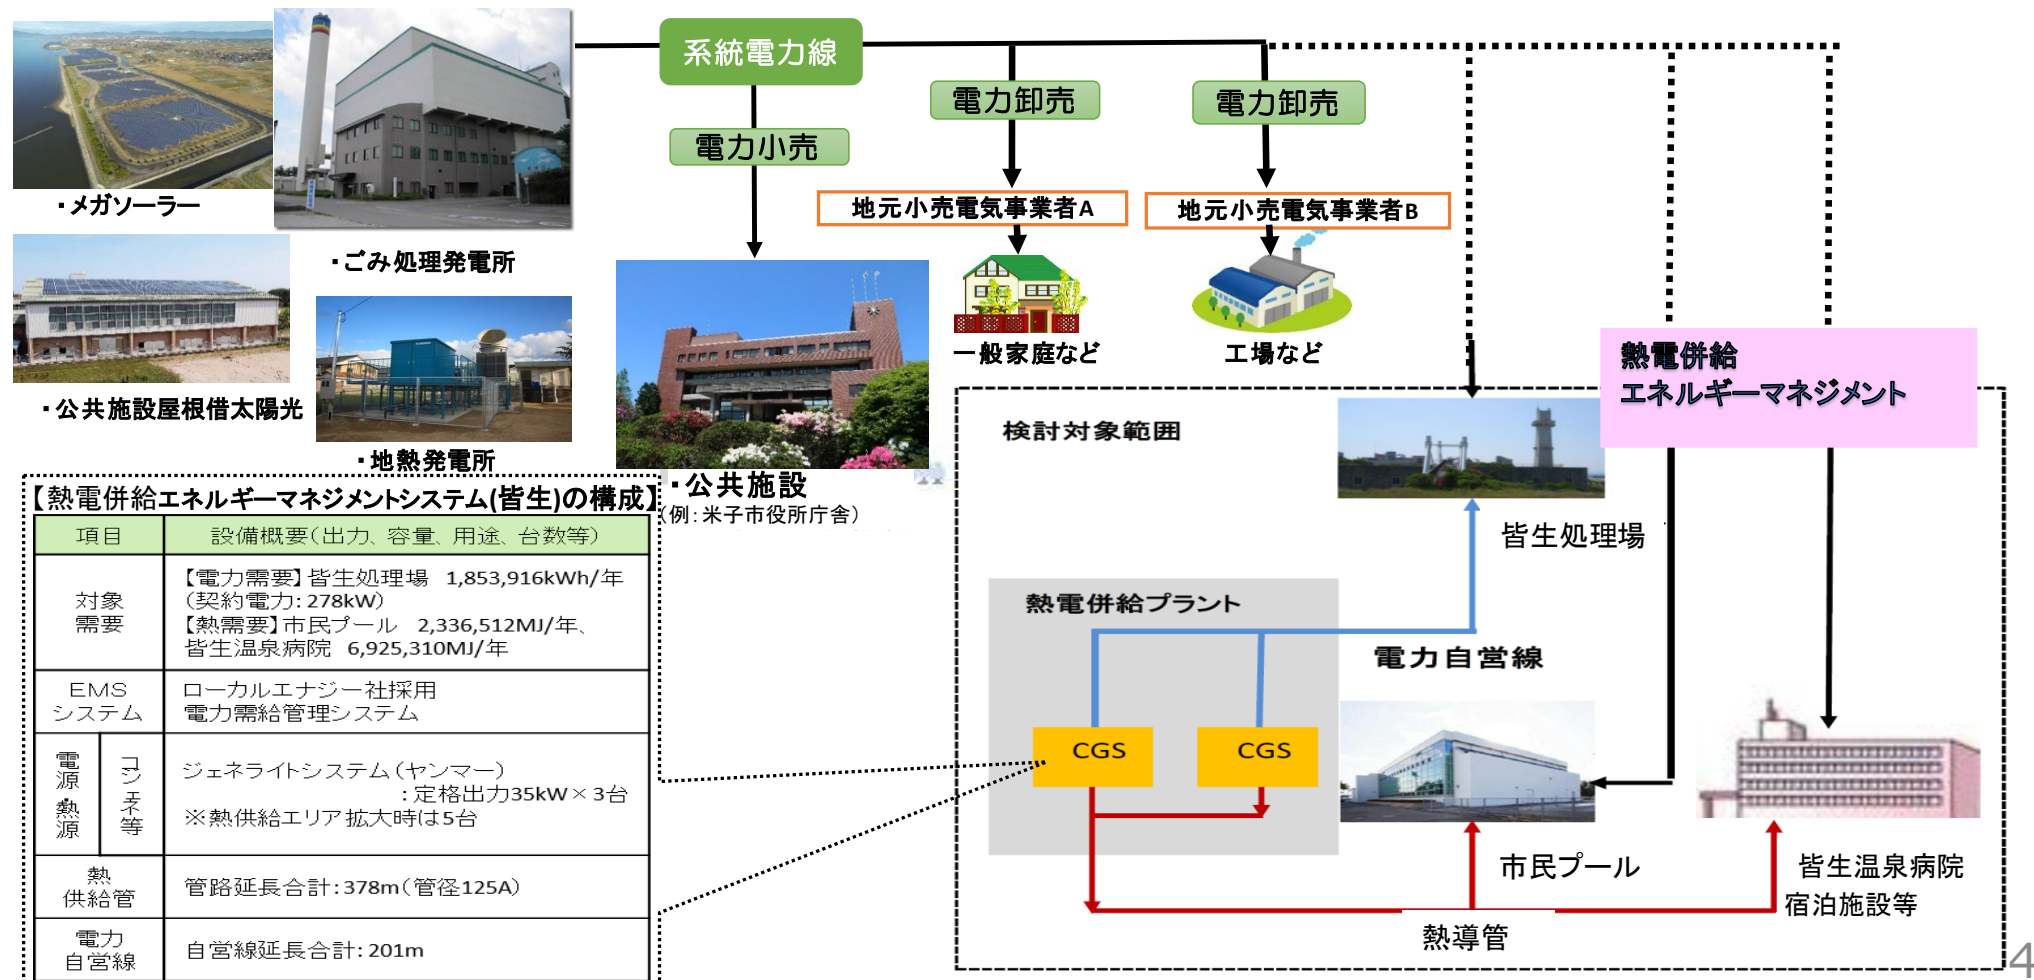 系統電力線
電力小売
電力卸売
電力卸売
地元小売電気事業者A
地元小売電気事業者B
・メガソーラー
・ごみ処理発電所
・公共施設屋根借太陽光
・地熱発電所
・公共施設
(例:米子市役所庁舎)
一般家庭など
工場など
熱電併給
エネルギーマネジメント
検討対象範囲
皆生処理場
熱電併給プラント
電力自営線
CGS
CGS
市民プール
皆生温泉病院
宿泊施設等
熱導管
【熱電併給エネルギーマネジメントシステム(皆生)の構成】
項目
設備概要(出力、容量、用途、台数等)
対象
需要
【電力需要】皆生処理場 1,853,916kWh/年
(契約電力:278kW)
【熱需要】市民プール 2,336,512MJ/年、
皆生温泉病院 6,925,310MJ/年
EMS
システム
ローカルエナジー社採用
電力需給管理システム
電源・熱源
コジェネ等
ジェネライトシステム(ヤンマー)
:定格出力35kW×3台
※熱供給エリア拡大時は5台
熱
供給管
管路延長合計:378m(管径125A)
電力
自営線
自営線延長合計:201m
4